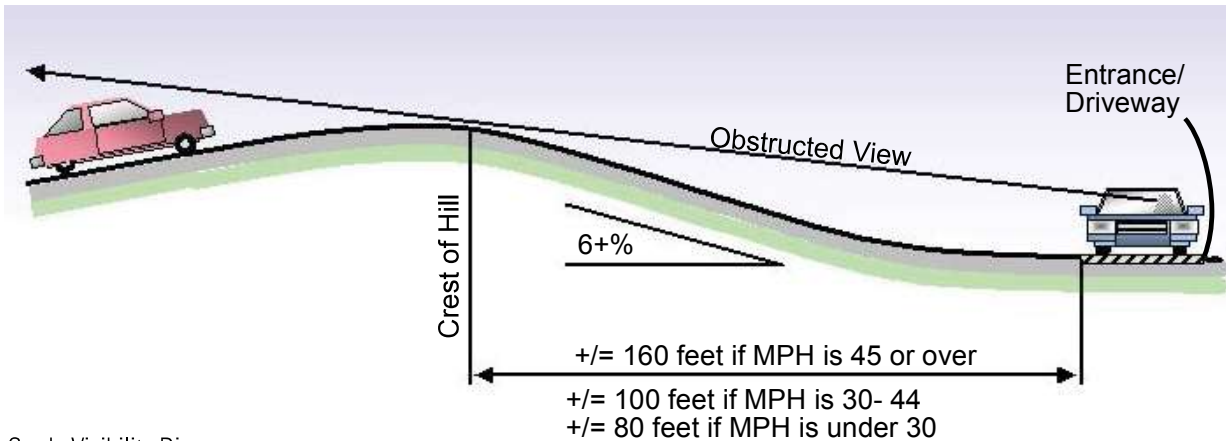 Entrance/
Driveway
Obstructed View
Crest of Hill
6+%
+/= 160 feet if MPH is 45 or over
+/= 100 feet if MPH is 30- 44
+/= 80 feet if MPH is under 30